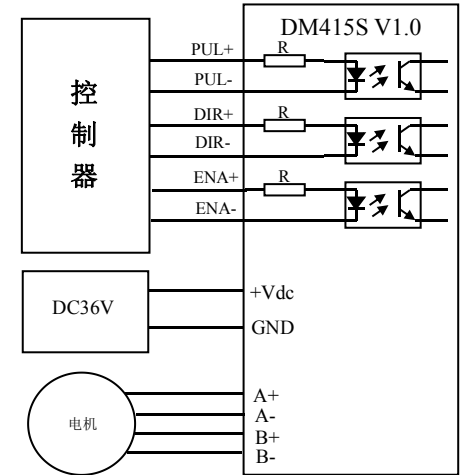 DM415S V1.0
控
制
器
PUL+
R
PUL-
DIR+
R
DIR-
ENA+
R
ENA-
DC36V
+Vdc
GND
电机
A+
A-
B+
B-